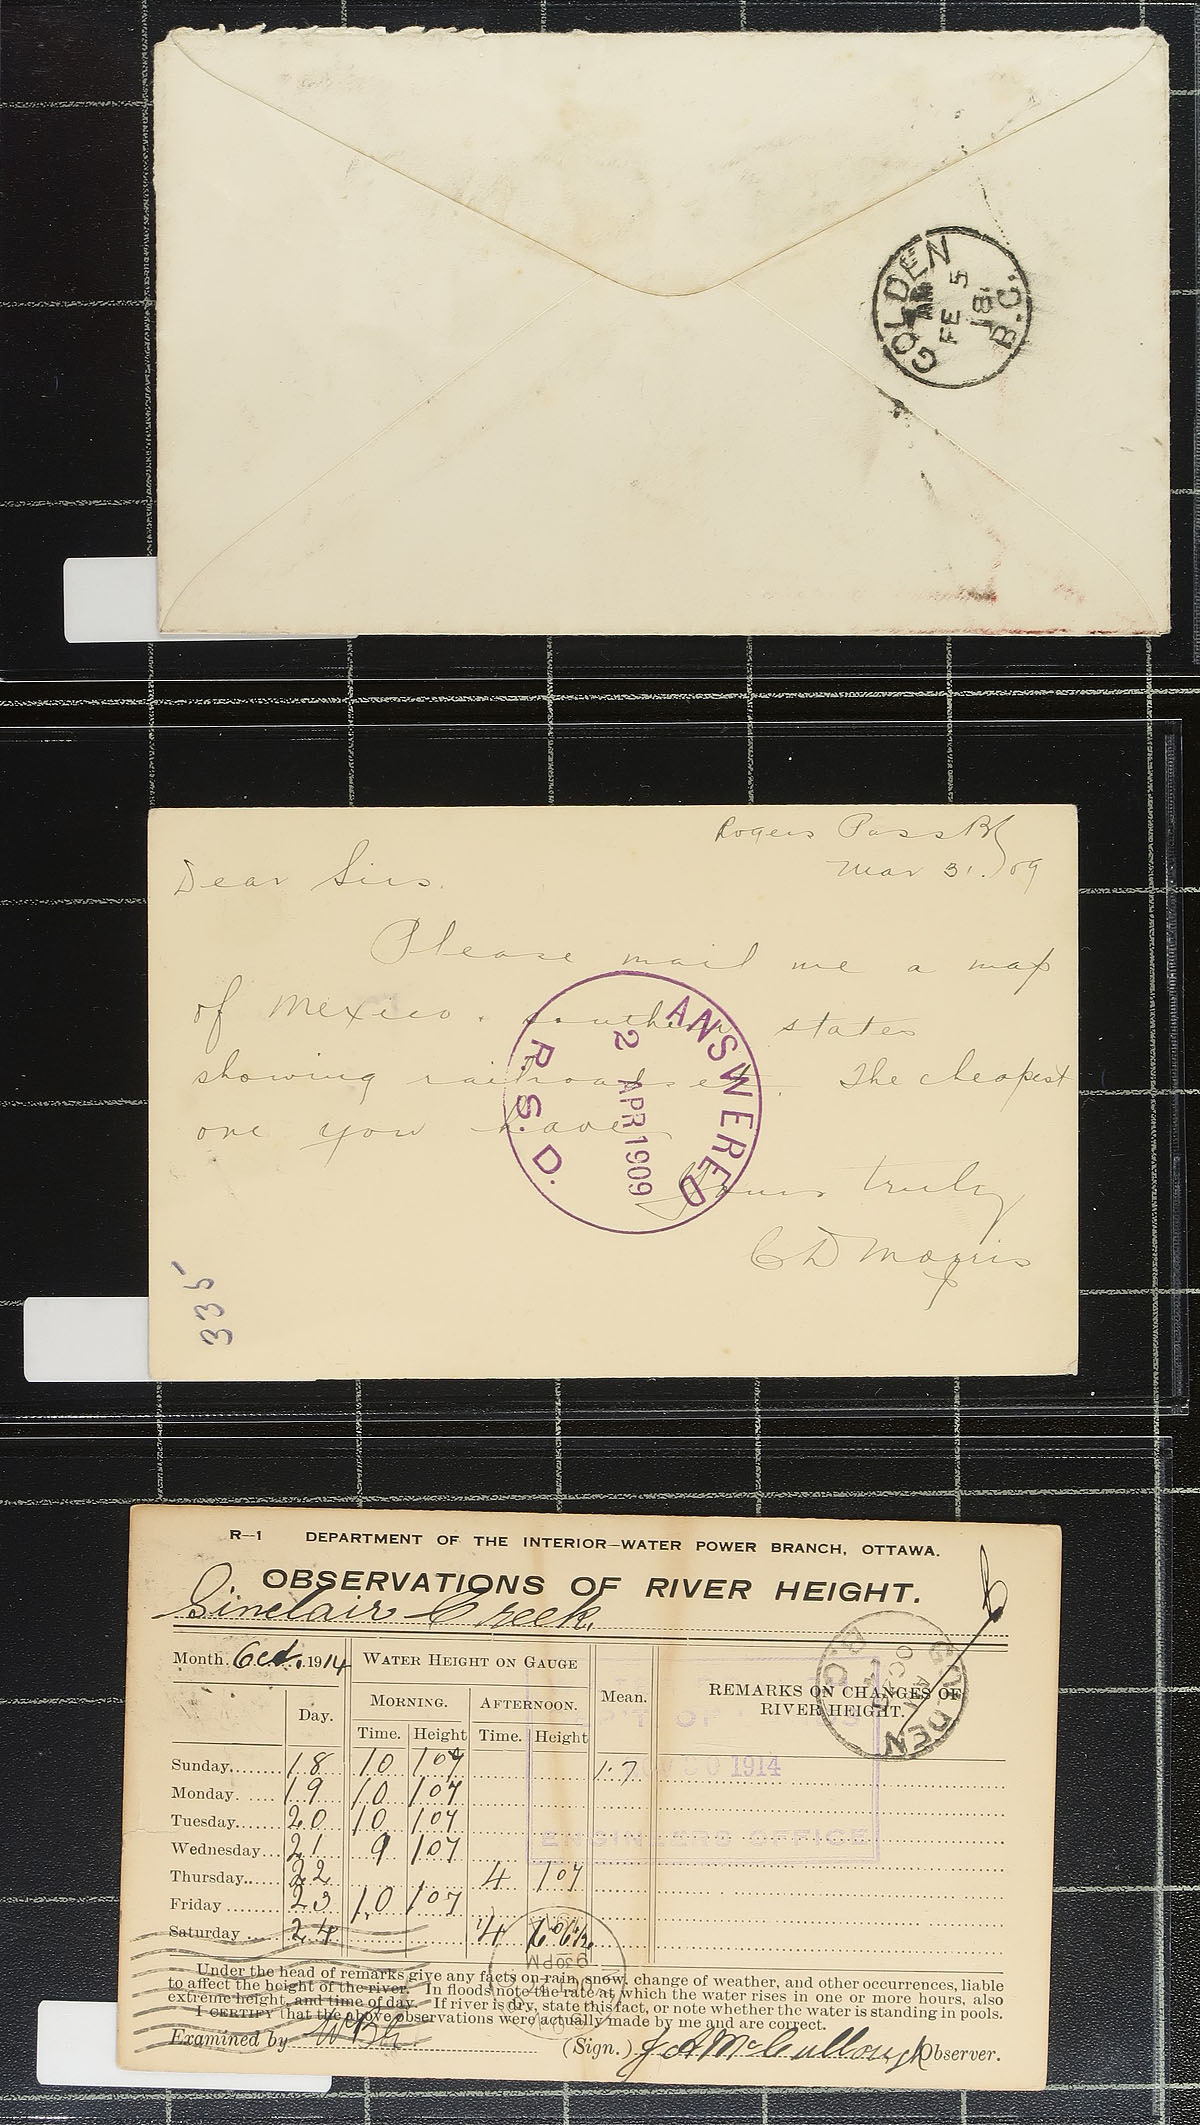 GOLDEN
AM
FE 5
18
B.C.
Rogers Pass BC
Mar 31. /09
Dear Sirs.
Please mail me a map
of Mexico. southern states
showing railroads etc. The cheapest
one you have
Yours truly
C D Morris
ANSWERED
2 APR 1909
R. S. D.
335
R—1 DEPARTMENT OF THE INTERIOR—WATER POWER BRANCH, OTTAWA.
OBSERVATIONS OF RIVER HEIGHT.
Sinclair Creek.
Month Oct. 1914 WATER HEIGHT ON GAUGE
Day. MORNING. AFTERNOON. Mean. REMARKS ON CHANGES OF RIVER HEIGHT.
Time. Height Time. Height
Sunday 18 10 107 1.7
Monday 19 10 107
Tuesday 20 10 107
Wednesday 21 9 107
Thursday 22 4 107
Friday 23 10 107
Saturday 24 4
GOLDEN
B.C.
OC
AM
1914
ENGINEERS OFFICE
930PM
Under the head of remarks give any facts on rain, snow, change of weather, and other occurrences, liable
to affect the height of the river. In floods note the rate at which the water rises in one or more hours, also
extreme height, and time of day. If river is dry, state this fact, or note whether the water is standing in pools.
I CERTIFY that the above observations were actually made by me and are correct.
Examined by (Sign.) J A McCullough Observer.